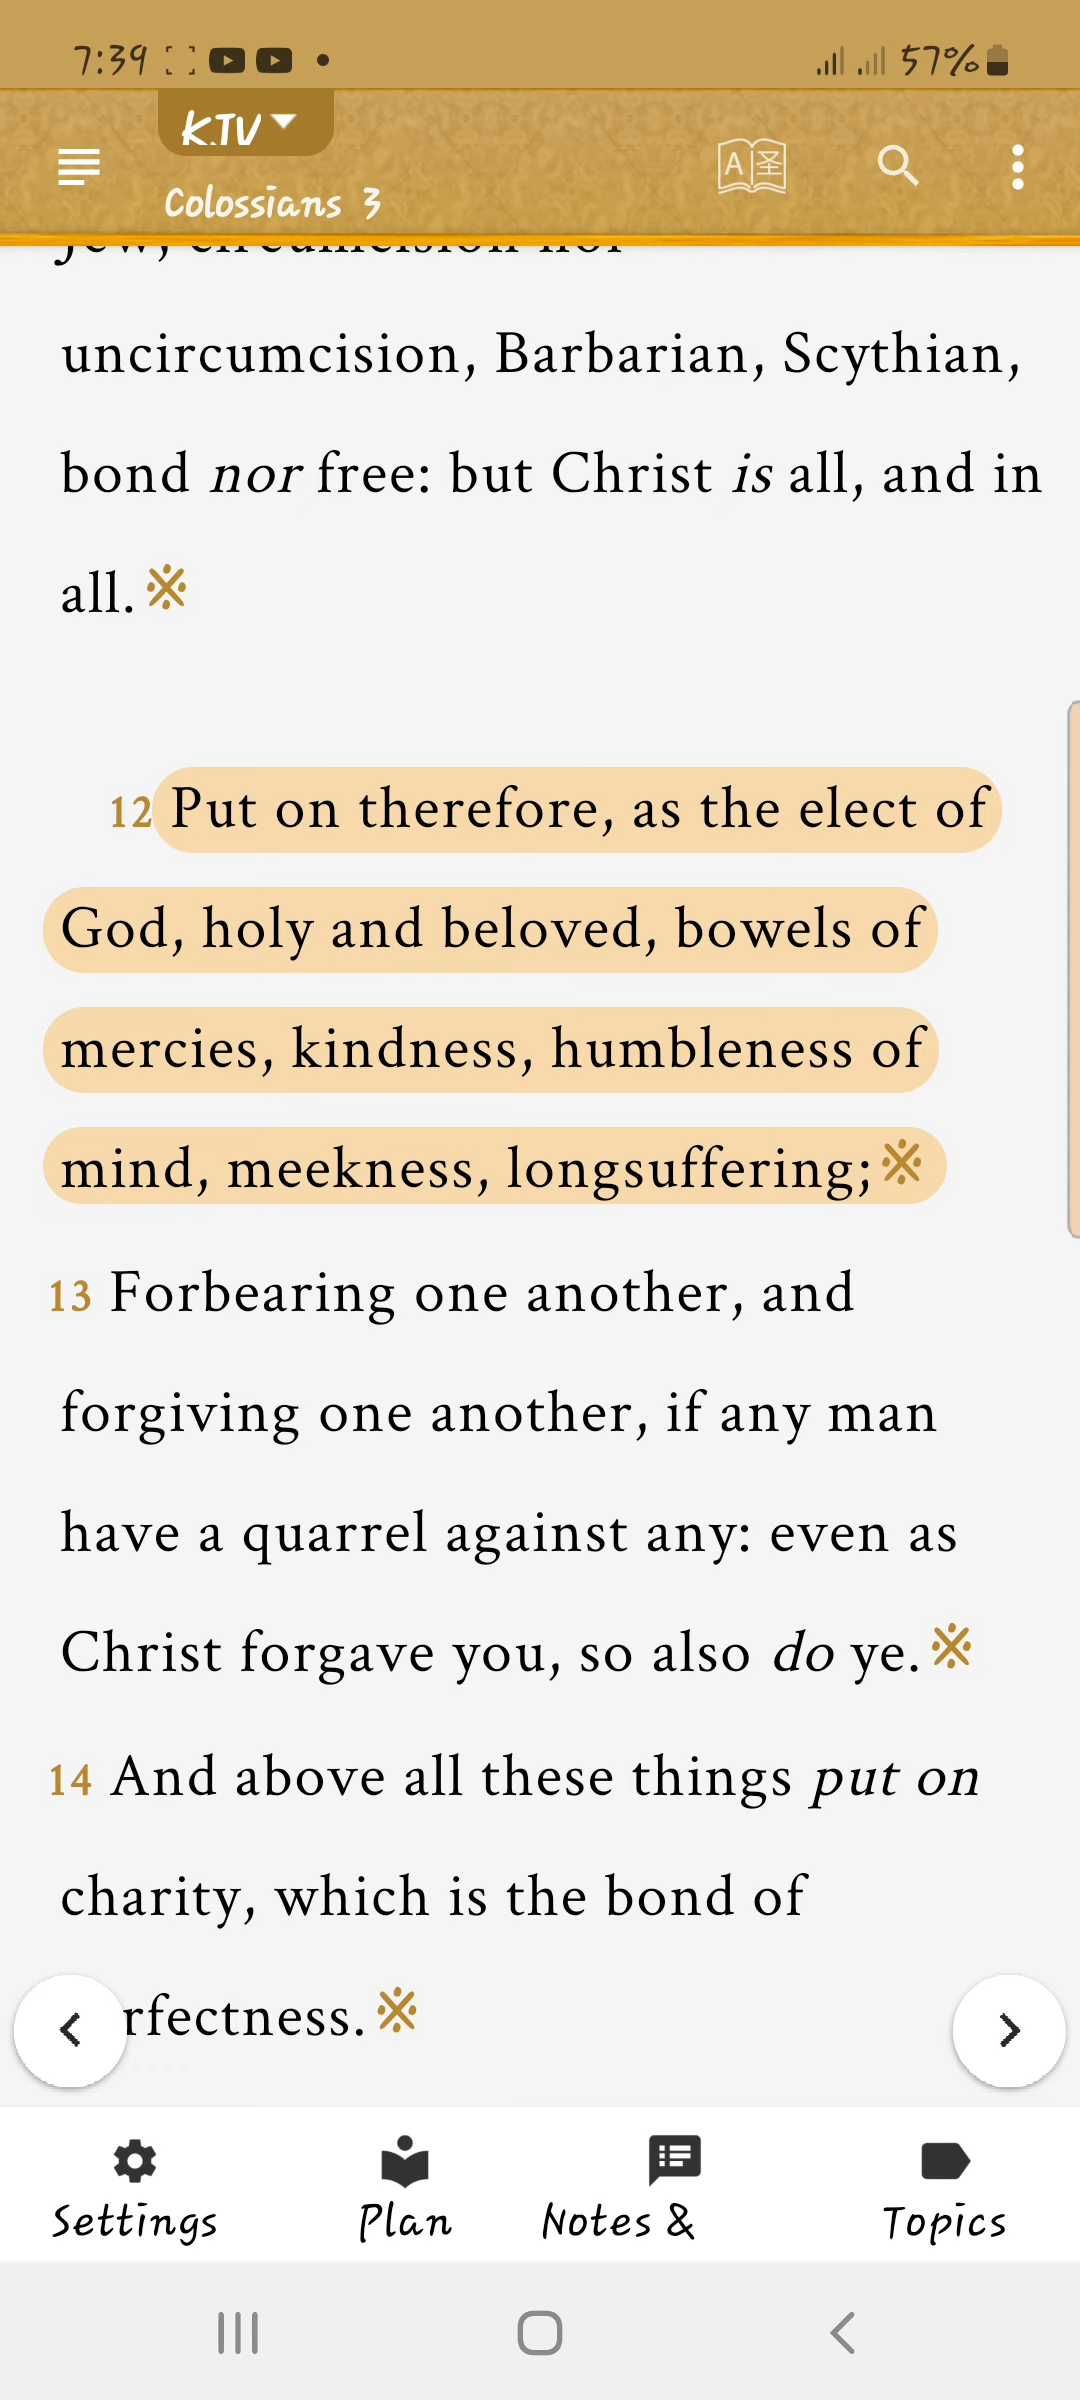 7:39 57%
KJV
Colossians 3
Jew, circumcision nor
uncircumcision, Barbarian, Scythian,
bond nor free: but Christ is all, and in
all.※
12 Put on therefore, as the elect of
God, holy and beloved, bowels of
mercies, kindness, humbleness of
mind, meekness, longsuffering;※
13 Forbearing one another, and
forgiving one another, if any man
have a quarrel against any: even as
Christ forgave you, so also do ye.※
14 And above all these things put on
charity, which is the bond of
rfectness.※
Settings Plan Notes & Topics